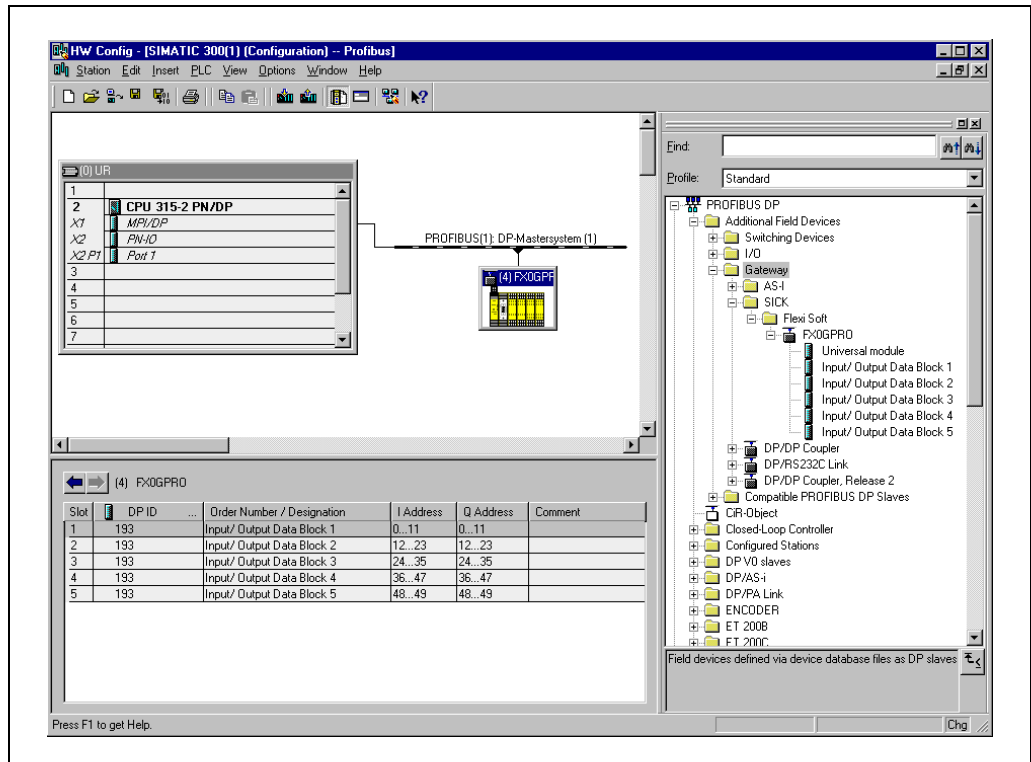 HW Config - [SIMATIC 300(1) (Configuration) -- Profibus]
Station Edit Insert PLC View Options Window Help
(0) UR
1
2 CPU 315-2 PN/DP
X1 MPI/DP
X2 PN-IO
X2 P1 Port 1
3
4
5
6
7
PROFIBUS(1): DP-Mastersystem (1)
(4) FX0GPR
(4) FX0GPRO
Slot DP ID ... Order Number / Designation I Address Q Address Comment
1 193 Input/ Output Data Block 1 0...11 0...11
2 193 Input/ Output Data Block 2 12...23 12...23
3 193 Input/ Output Data Block 3 24...35 24...35
4 193 Input/ Output Data Block 4 36...47 36...47
5 193 Input/ Output Data Block 5 48...49 48...49
Find:
Profile: Standard
PROFIBUS DP
Additional Field Devices
Switching Devices
I/O
Gateway
AS-I
SICK
Flexi Soft
FX0GPRO
Universal module
Input/ Output Data Block 1
Input/ Output Data Block 2
Input/ Output Data Block 3
Input/ Output Data Block 4
Input/ Output Data Block 5
DP/DP Coupler
DP/RS232C Link
DP/DP Coupler, Release 2
Compatible PROFIBUS DP Slaves
CiR-Object
Closed-Loop Controller
Configured Stations
DP V0 slaves
DP/AS-i
DP/PA Link
ENCODER
ET 200B
ET 200C
Field devices defined via device database files as DP slaves
Press F1 to get Help.
Chg